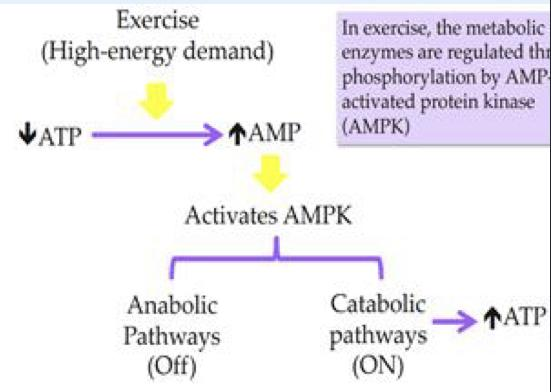 Exercise
(High-energy demand)
In exercise, the metabolic
enzymes are regulated
phosphorylation by AMP-
activated protein kinase
(AMPK)
↓ATP
↑AMP
Activates AMPK
Anabolic
Pathways
(Off)
Catabolic
pathways
(ON)
↑ATP